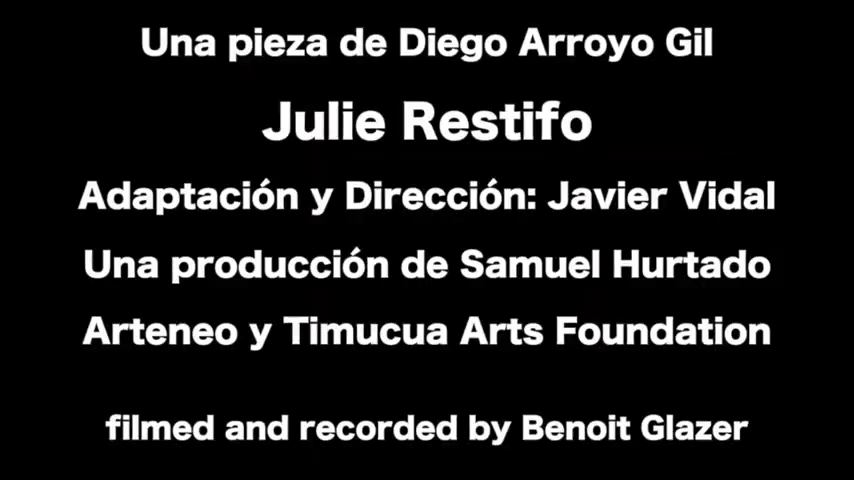 Una pieza de Diego Arroyo Gil
Julie Restifo
Adaptación y Dirección: Javier Vidal
Una producción de Samuel Hurtado
Arteneo y Timucua Arts Foundation
filmed and recorded by Benoit Glazer